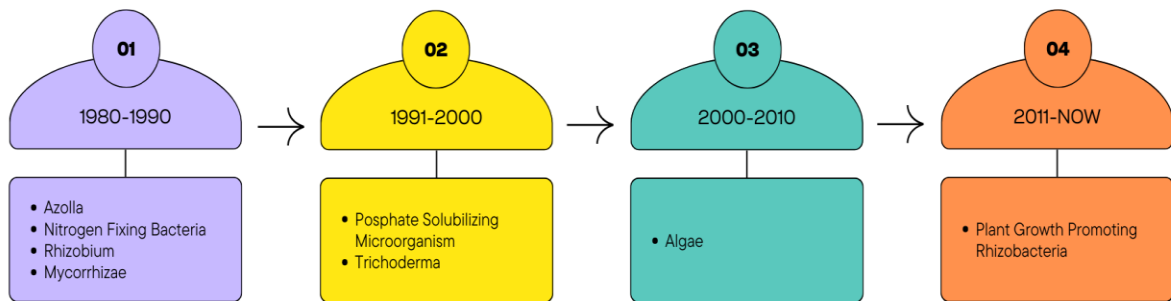 01
1980-1990
• Azolla
• Nitrogen Fixing Bacteria
• Rhizobium
• Mycorrhizae
02
1991-2000
• Posphate Solubilizing
Microorganism
• Trichoderma
03
2000-2010
• Algae
04
2011-NOW
• Plant Growth Promoting
Rhizobacteria